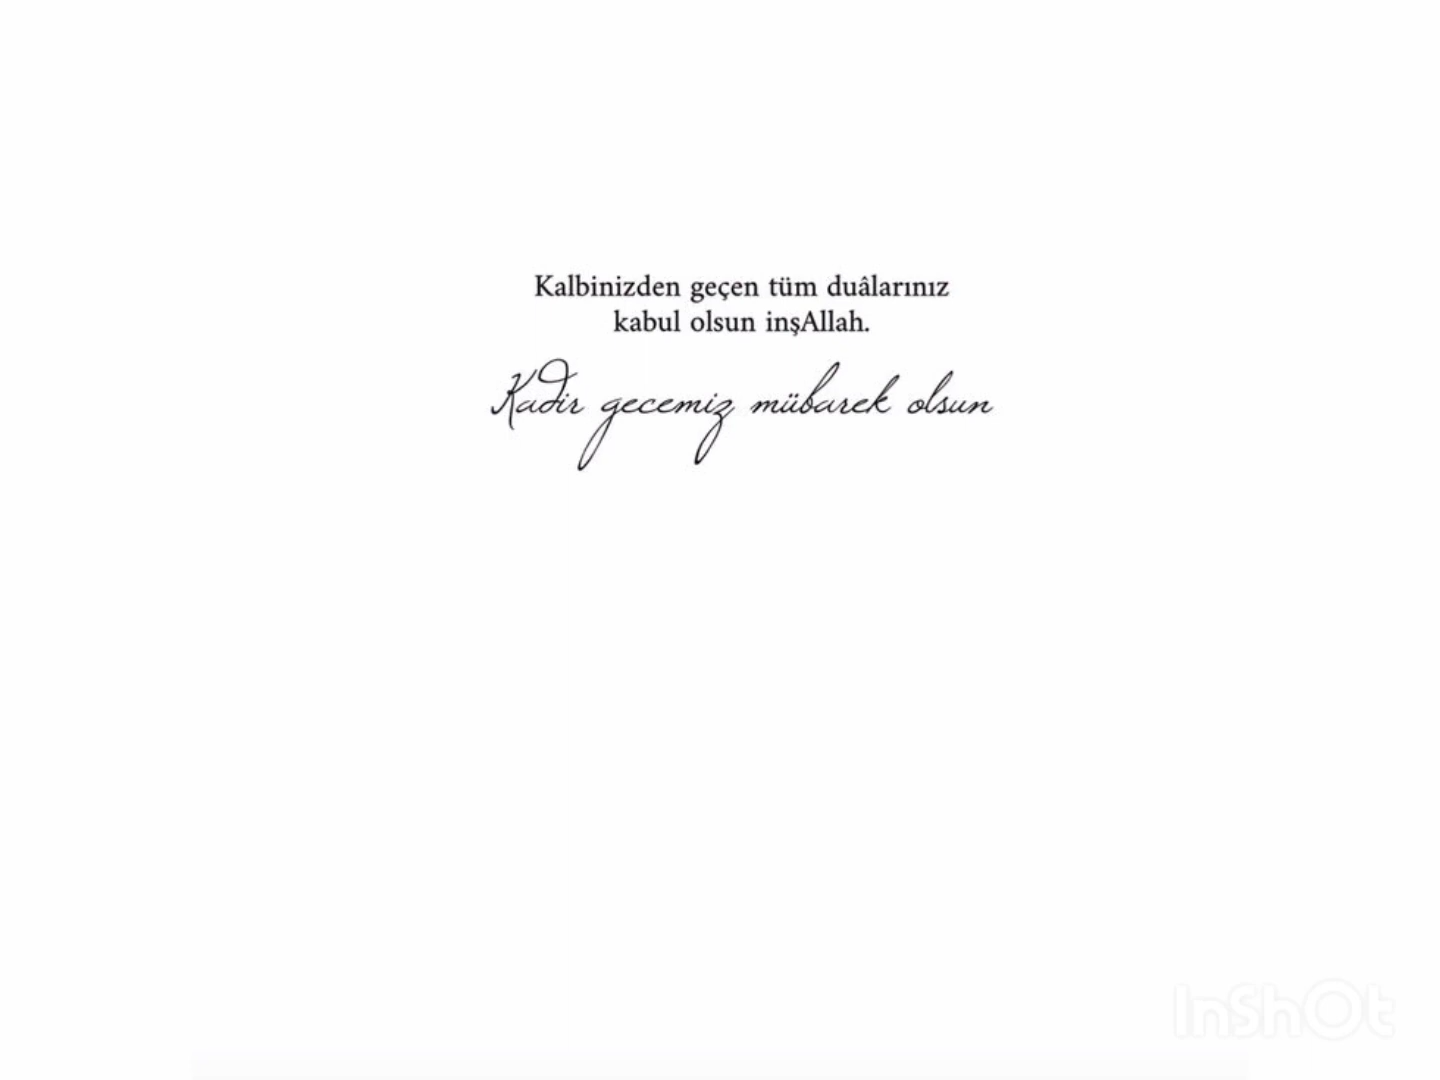 Kalbinizden geçen tüm duâlarınız
kabul olsun inşAllah.
Kadir gecemiz mübarek olsun
InShOt